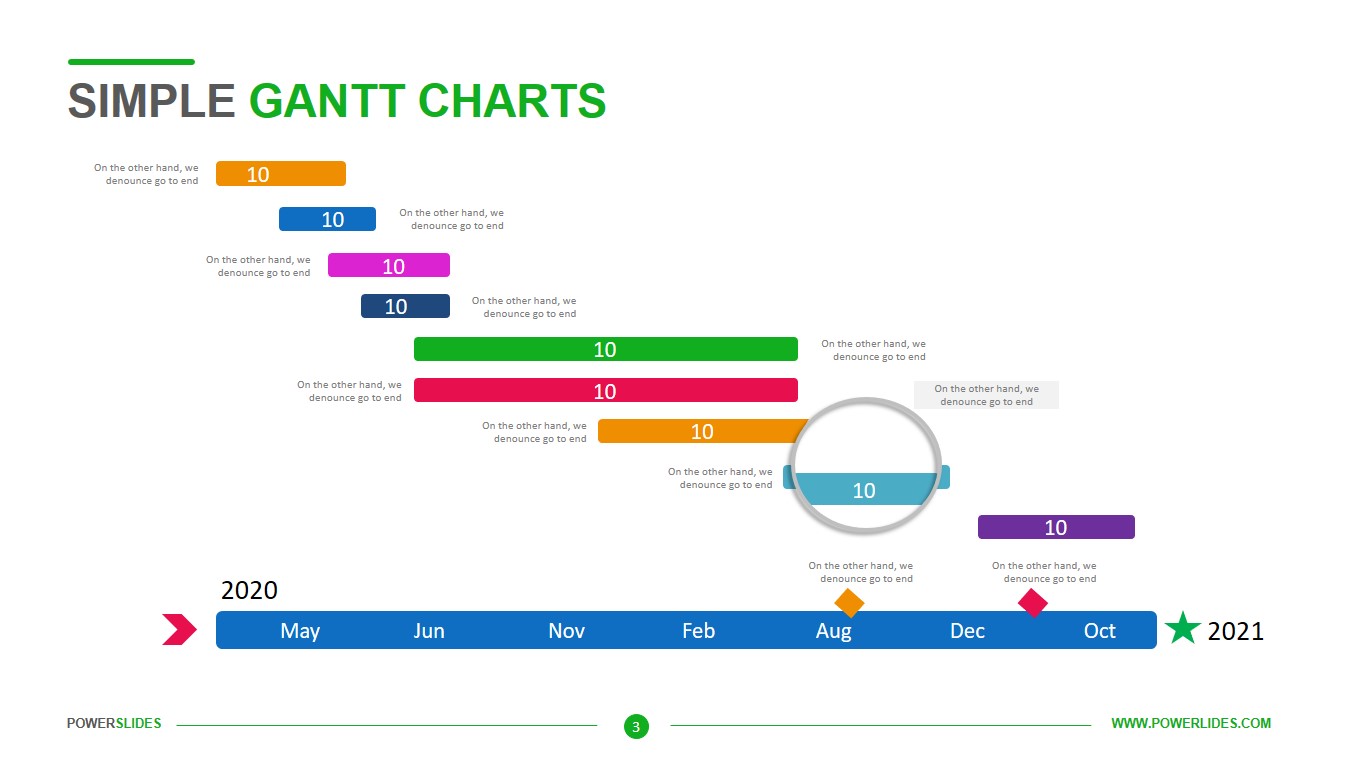 SIMPLE GANTT CHARTS
On the other hand, we
denounce go to end
10
10
On the other hand, we
denounce go to end
On the other hand, we
denounce go to end
10
10
On the other hand, we
denounce go to end
10
On the other hand, we
denounce go to end
On the other hand, we
denounce go to end
10
On the other hand, we
denounce go to end
On the other hand, we
denounce go to end
10
On the other hand, we
denounce go to end
10
10
On the other hand, we
denounce go to end
On the other hand, we
denounce go to end
2020
May Jun Nov Feb Aug Dec Oct
2021
POWERSLIDES
3
WWW.POWERLIDES.COM